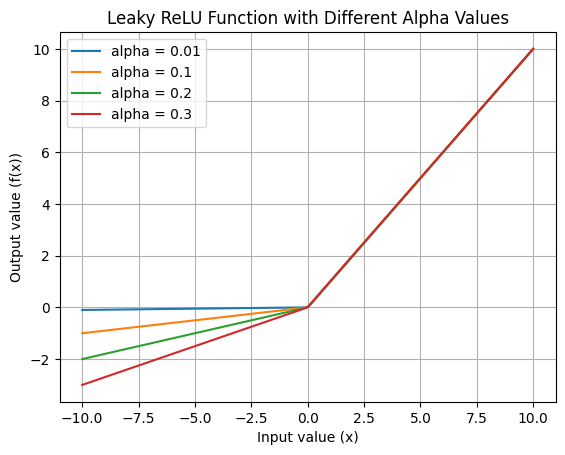 Leaky ReLU Function with Different Alpha Values
alpha = 0.01
alpha = 0.1
alpha = 0.2
alpha = 0.3
Output value (f(x))
10
8
6
4
2
0
−2
−10.0 −7.5 −5.0 −2.5 0.0 2.5 5.0 7.5 10.0
Input value (x)